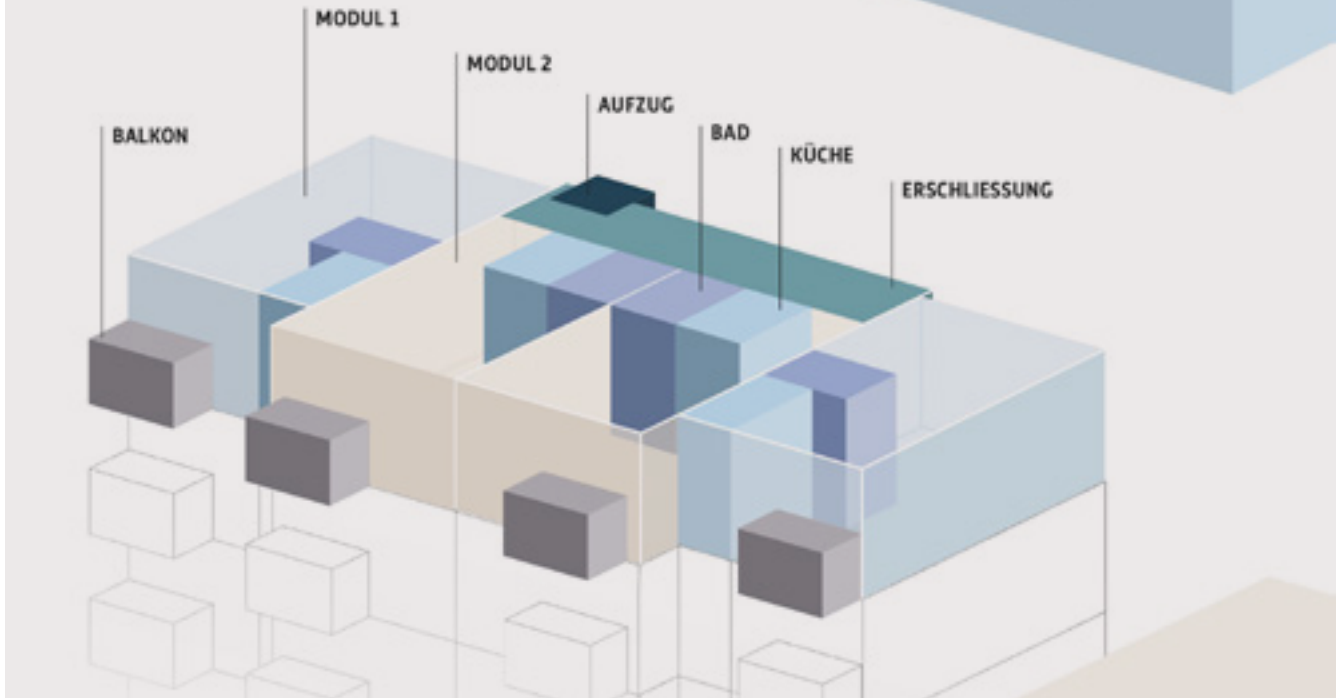 MODUL 1
MODUL 2
AUFZUG
BALKON
BAD
KÜCHE
ERSCHLIESSUNG